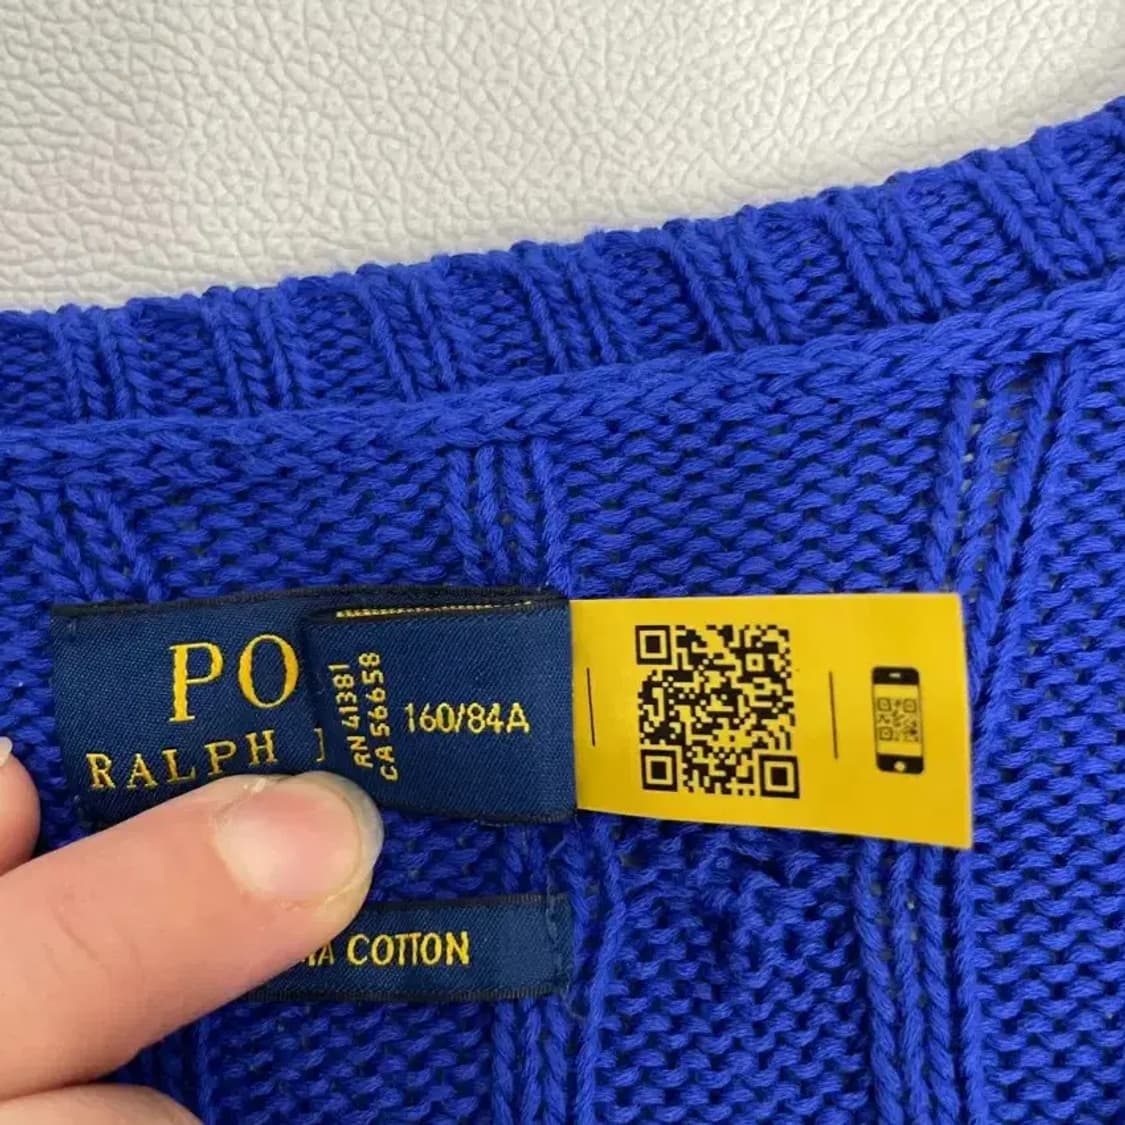 PO
RALPH
RN 41381
CA 56658
160/84A
COTTON